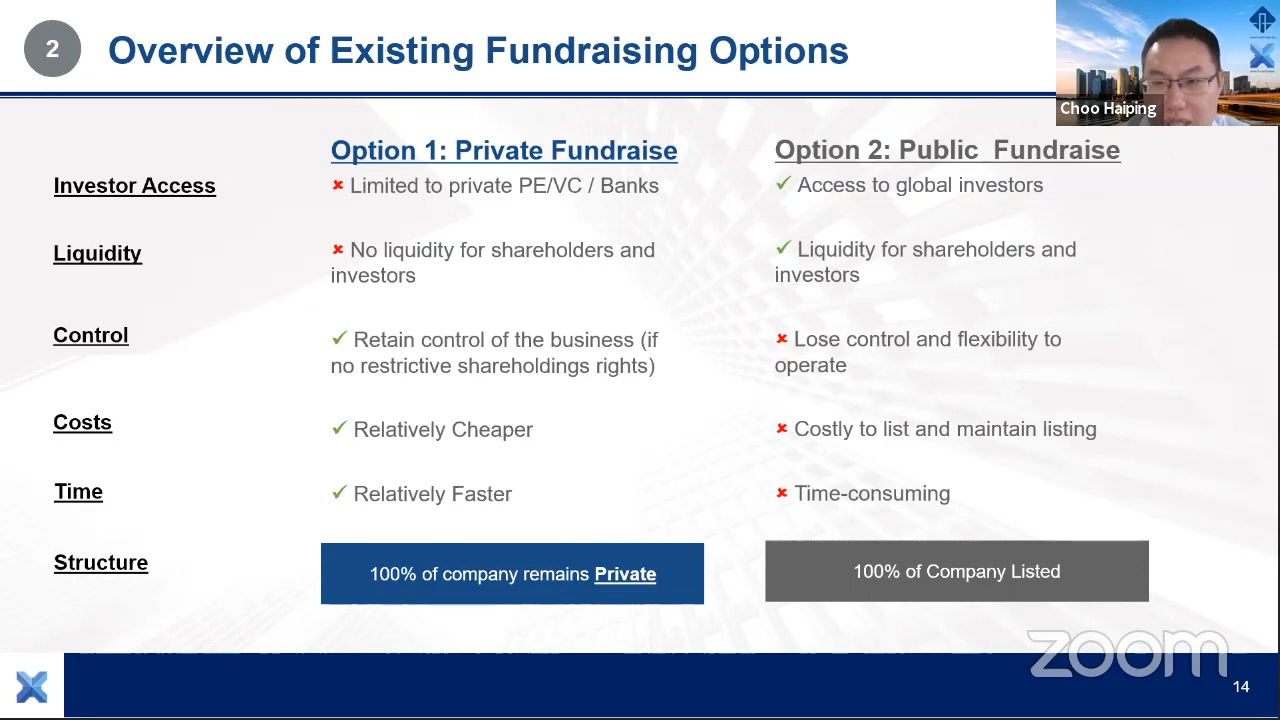 2
Overview of Existing Fundraising Options
Choo Haiping
Option 1: Private Fundraise
Option 2: Public Fundraise
Investor Access
✘ Limited to private PE/VC / Banks
✓ Access to global investors
Liquidity
✘ No liquidity for shareholders and
investors
✓ Liquidity for shareholders and
investors
Control
✓ Retain control of the business (if
no restrictive shareholdings rights)
✘ Lose control and flexibility to
operate
Costs
✓ Relatively Cheaper
✘ Costly to list and maintain listing
Time
✓ Relatively Faster
✘ Time-consuming
Structure
100% of company remains Private
100% of Company Listed
zoom
14